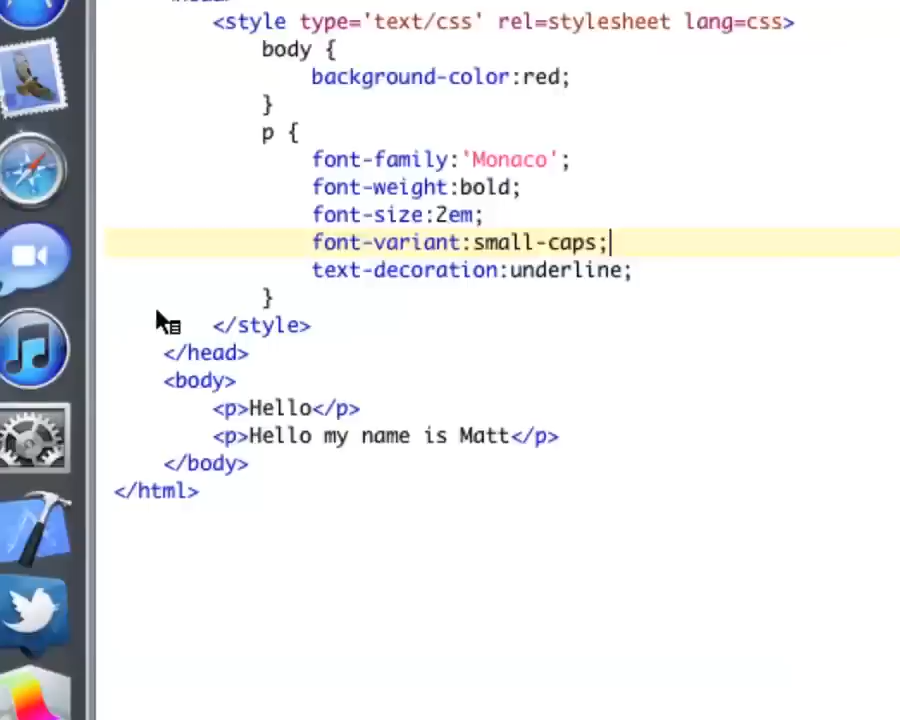 <style type='text/css' rel=stylesheet lang=css>
body {
background-color:red;
}
p {
font-family:'Monaco';
font-weight:bold;
font-size:2em;
font-variant:small-caps;
text-decoration:underline;
}
</style>
</head>
<body>
<p>Hello</p>
<p>Hello my name is Matt</p>
</body>
</html>